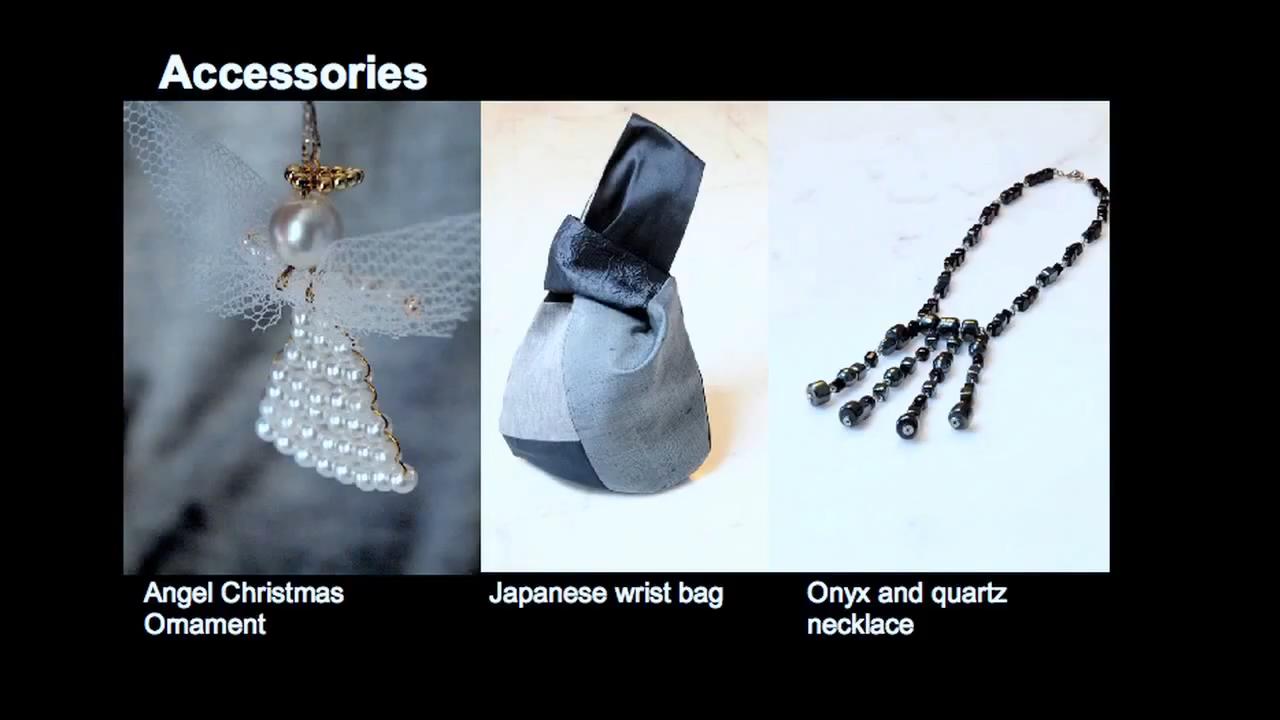 Accessories
Angel Christmas
Ornament
Japanese wrist bag
Onyx and quartz
necklace